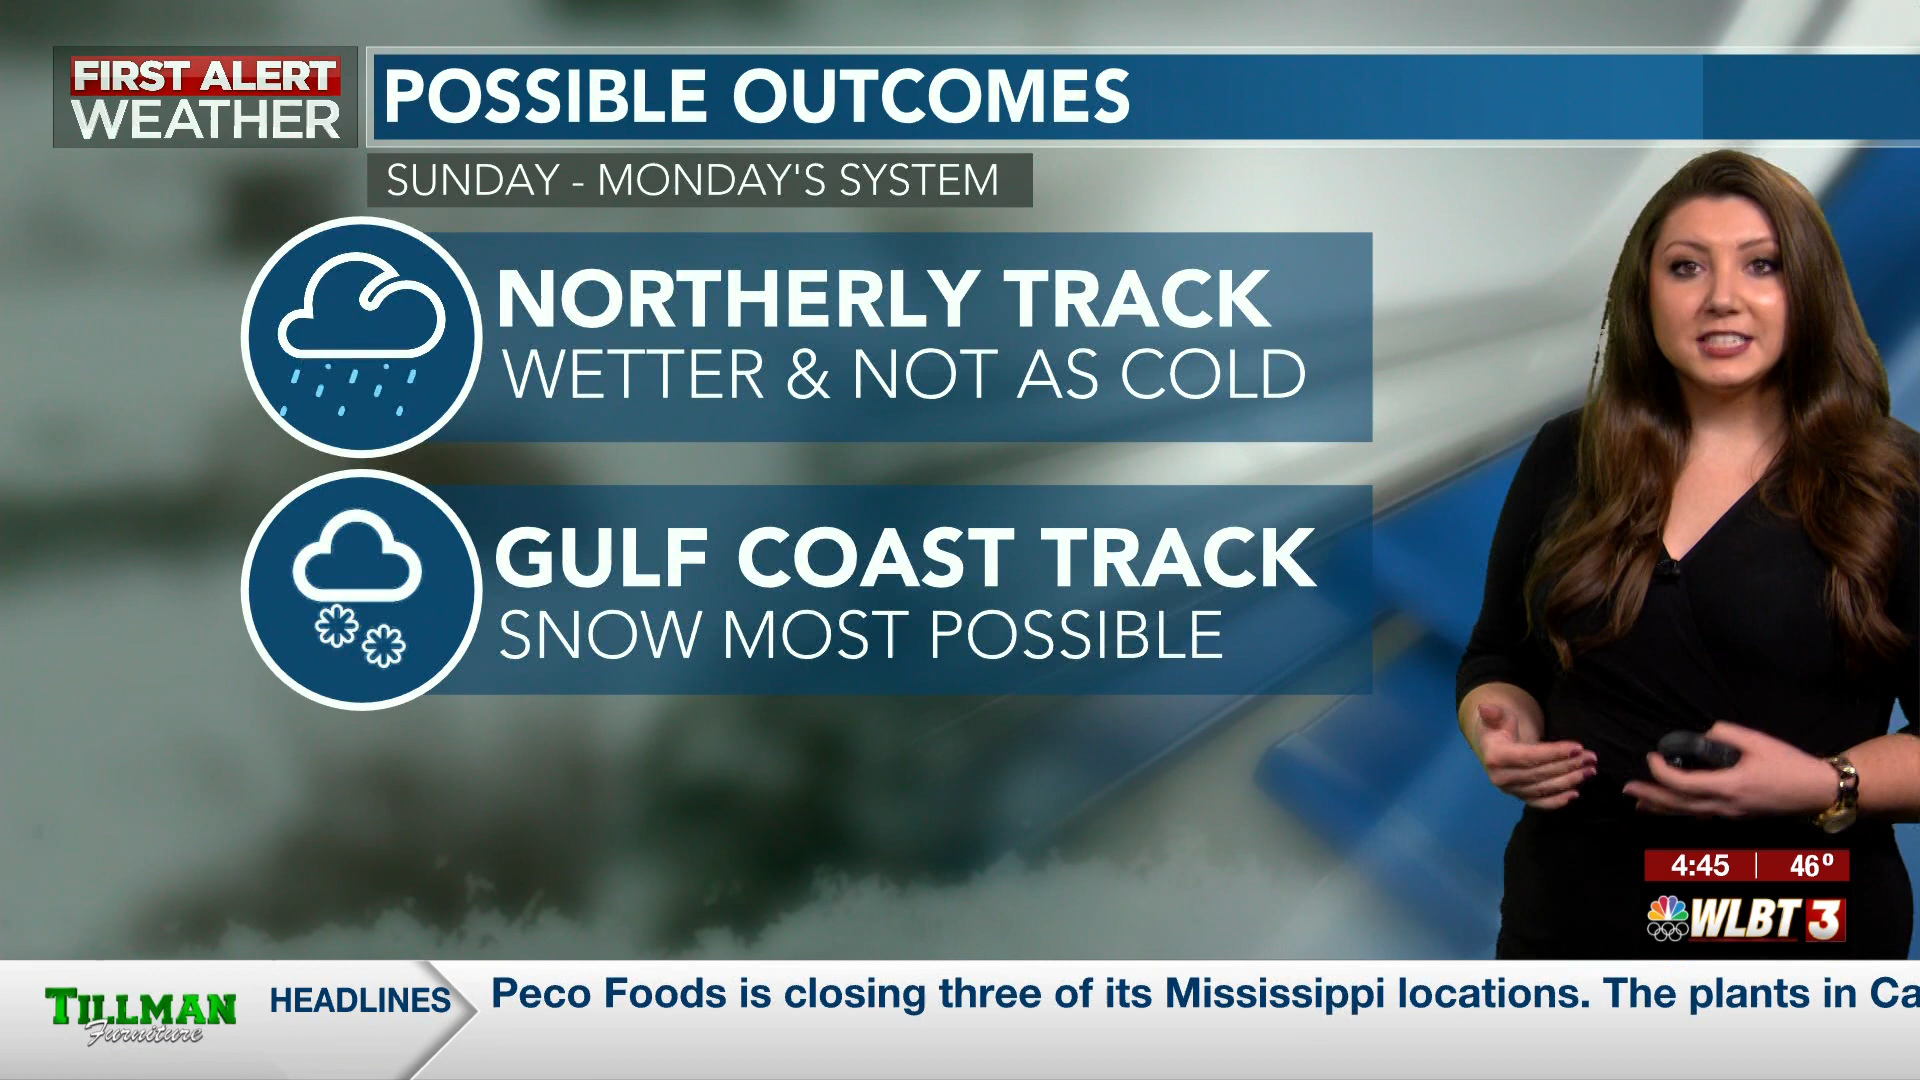 FIRST ALERT
WEATHER
POSSIBLE OUTCOMES
SUNDAY - MONDAY'S SYSTEM
NORTHERLY TRACK
WETTER & NOT AS COLD
GULF COAST TRACK
SNOW MOST POSSIBLE
4:45 | 46°
WLBT 3
TILLMAN
Furniture
HEADLINES
Peco Foods is closing three of its Mississippi locations. The plants in Ca